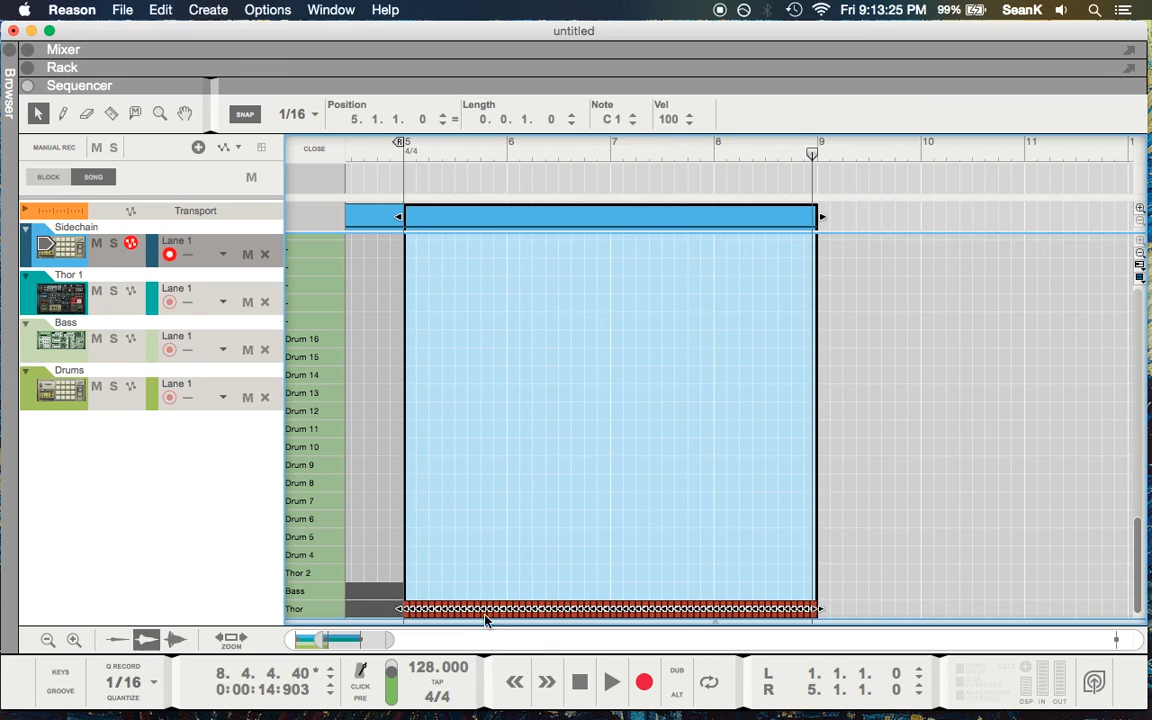 Reason File Edit Create Options Window Help Fri 9:13:25 PM 99% SeanK
untitled
Mixer
Rack
Sequencer
Browser
SNAP 1/16 Position 5. 1. 1. 0 = Length 0. 0. 1. 0 Note C 1 Vel 100
MANUAL REC M S CLOSE R 5 6 7 8 9 10 11 1
4/4
BLOCK SONG M
Transport
Sidechain
M S Lane 1
M
Thor 1
M S Lane 1
M
Bass
M S Lane 1
M
Drums
M S Lane 1
M
Drum 16
Drum 15
Drum 14
Drum 13
Drum 12
Drum 11
Drum 10
Drum 9
Drum 8
Drum 7
Drum 6
Drum 5
Drum 4
Thor 2
Bass
Thor
ZOOM
KEYS
GROOVE
Q RECORD
1/16
QUANTIZE
8. 4. 4. 40 *
0:00:14:903
CLICK
PRE
128.000
TAP
4/4
DUB
ALT
L 1. 1. 1. 0
R 5. 1. 1. 0
CALC
DSP IN OUT